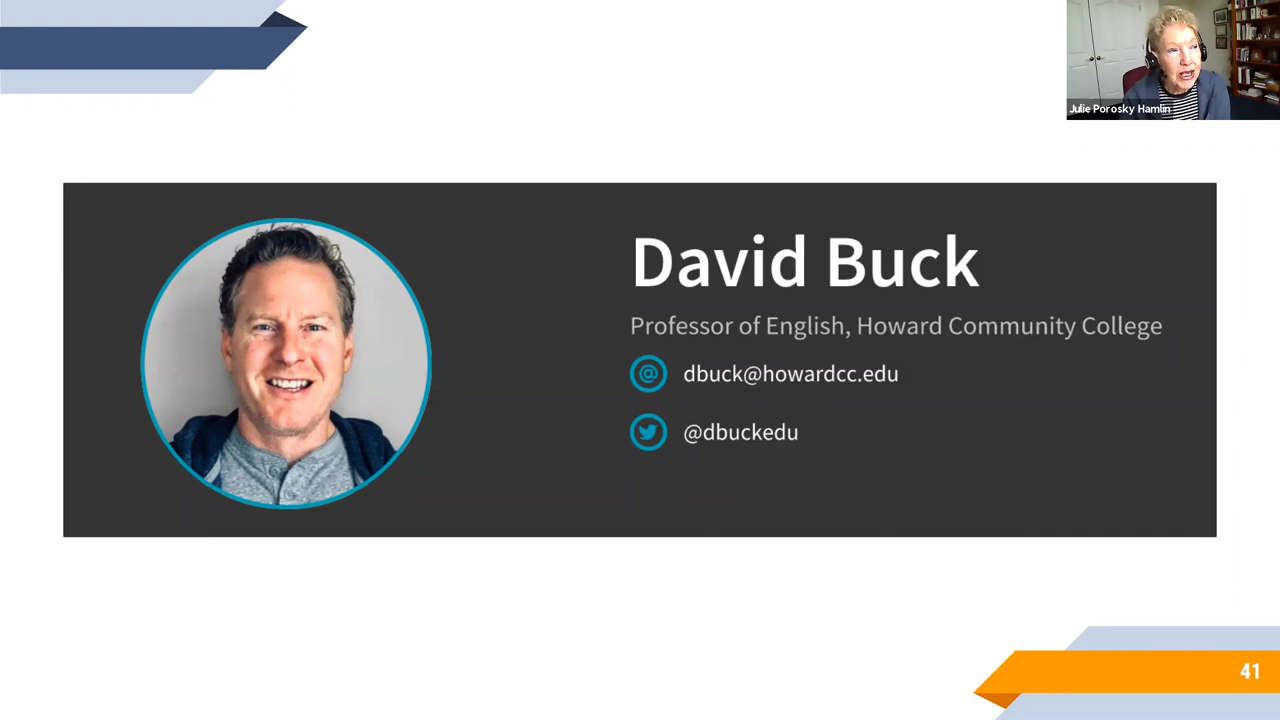 Julie Porosky Hamlin
David Buck
Professor of English, Howard Community College
@ dbuck@howardcc.edu
@dbuckedu
41